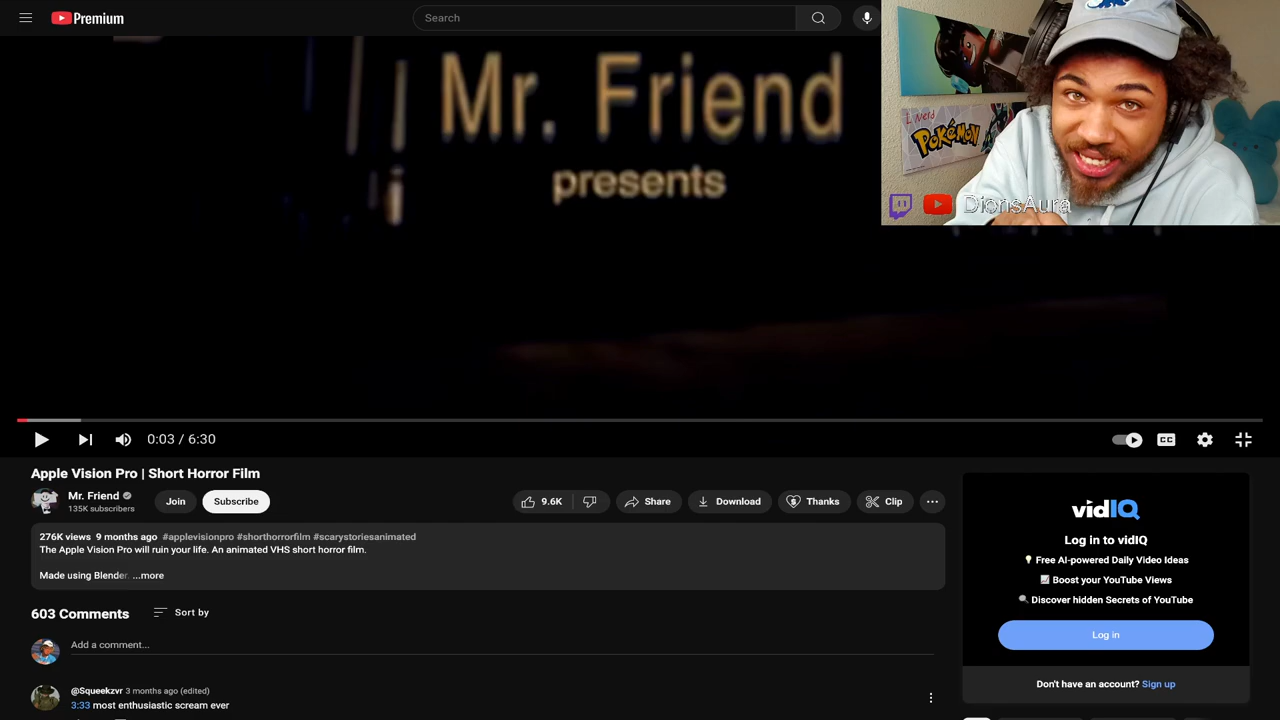 Premium
Search
Mr. Friend
presents
L Nerd
POKÉMON
DionsAura
0:03 / 6:30
CC
Apple Vision Pro | Short Horror Film
Mr. Friend
135K subscribers
Join
Subscribe
9.6K
Share
Download
Thanks
Clip
276K views 9 months ago #applevisionpro #shorthorrorfilm #scarystoriesanimated
The Apple Vision Pro will ruin your life. An animated VHS short horror film.
Made using Blender. ...more
603 Comments
Sort by
Add a comment...
@Squeekzvr 3 months ago (edited)
3:33 most enthusiastic scream ever
vidIQ
Log in to vidIQ
Free AI-powered Daily Video Ideas
Boost your YouTube Views
Discover hidden Secrets of YouTube
Log in
Don't have an account? Sign up